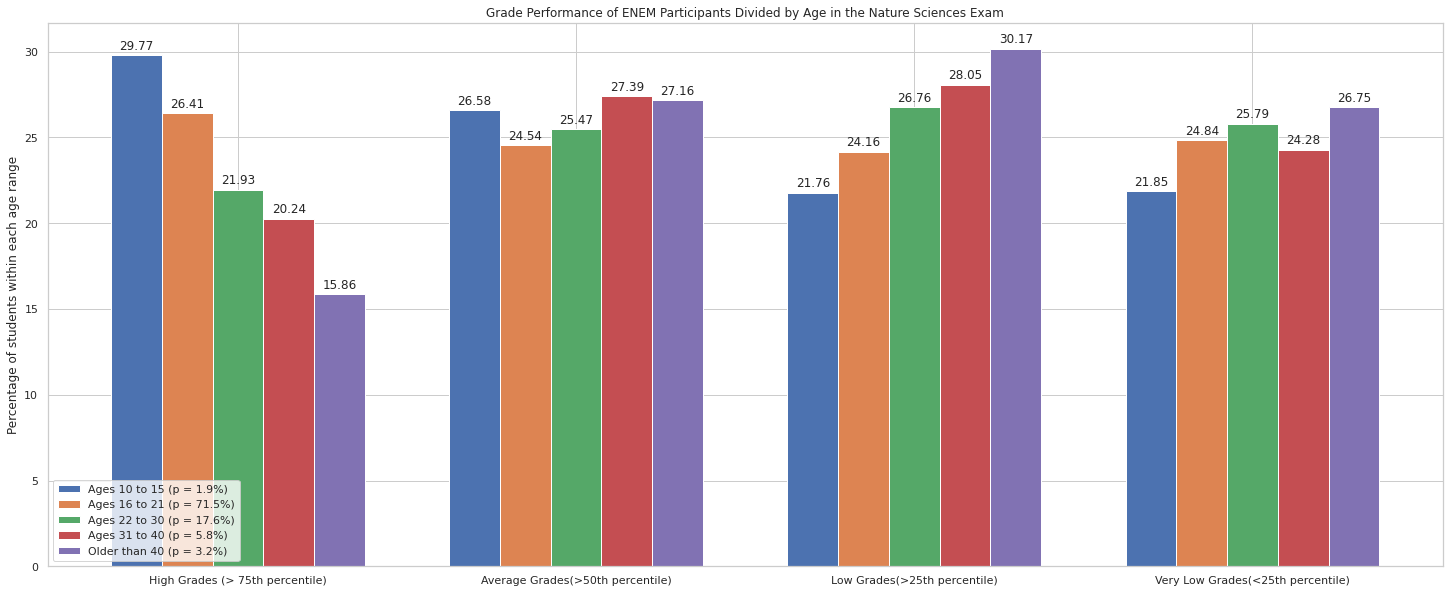 Grade Performance of ENEM Participants Divided by Age in the Nature Sciences Exam
Percentage of students within each age range
30
25
20
15
10
5
0
29.77
26.41
21.93
20.24
15.86
26.58
24.54
25.47
27.39
27.16
21.76
24.16
26.76
28.05
30.17
21.85
24.84
25.79
24.28
26.75
Ages 10 to 15 (p = 1.9%)
Ages 16 to 21 (p = 71.5%)
Ages 22 to 30 (p = 17.6%)
Ages 31 to 40 (p = 5.8%)
Older than 40 (p = 3.2%)
High Grades (> 75th percentile)
Average Grades(>50th percentile)
Low Grades(>25th percentile)
Very Low Grades(<25th percentile)